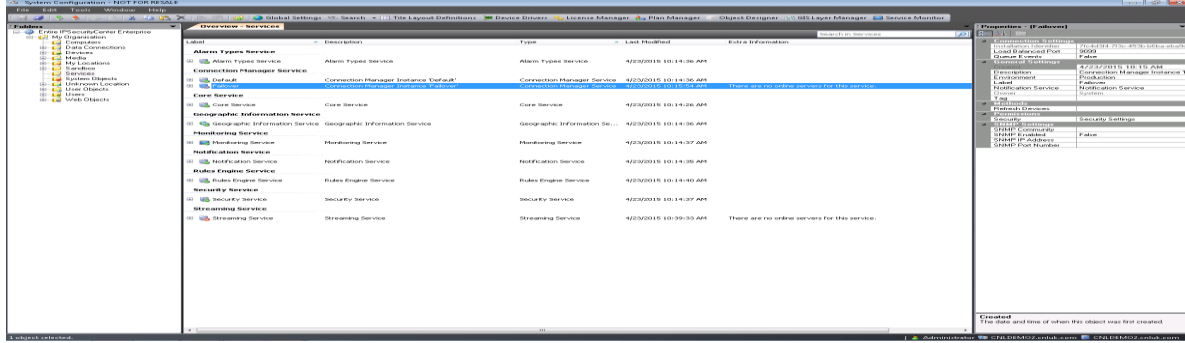 System Configuration - NOT FOR RESALE
File Edit Tools Window Help
Global Settings Search Title Layout Definitions Device Drivers Licence Manager Plan Manager Object Designer GIS Layer Manager Service Monitor
Folders
Entire IPSecurityCenter Enterprise
My Organisation
Computers
Data Connections
Devices
Media
My Locations
Sandbox
Services
System Objects
Unknown Location
User Objects
Users
Web Objects
Overview - Services
Search in Services
Label Description Type Last Modified Extra Information
Alarm Types Service
Alarm Types Service Alarm Types Service Alarm Types Service 4/23/2015 10:14:36 AM
Connection Manager Service
Default Connection Manager Instance 'Default' Connection Manager Service 4/23/2015 10:14:36 AM
Failover Connection Manager Instance 'Failover' Connection Manager Service 4/23/2015 10:15:54 AM There are no online servers for this service.
Core Service
Core Service Core Service Core Service 4/23/2015 10:14:26 AM
Geographic Information Service
Geographic Information Service Geographic Information Service Geographic Information Se... 4/23/2015 10:14:36 AM
Monitoring Service
Monitoring Service Monitoring Service Monitoring Service 4/23/2015 10:14:37 AM
Notification Service
Notification Service Notification Service Notification Service 4/23/2015 10:14:35 AM
Rules Engine Service
Rules Engine Service Rules Engine Service Rules Engine Service 4/23/2015 10:14:40 AM
Security Service
Security Service Security Service Security Service 4/23/2015 10:14:37 AM
Streaming Service
Streaming Service Streaming Service Streaming Service 4/23/2015 10:39:33 AM There are no online servers for this service.
Properties - [Failover]
Connection Settings
Installation Identifier
Load Balanced Port 9099
Queue Events False
General Settings
4/23/2015 10:15 AM
Description Connection Manager Instance
Environment Production
Label Failover
Notification Service Notification Service
Owner System
Tag
Methods
Refresh Devices
Permissions
Security Security Settings
SNMP Settings
SNMP Community
SNMP Enabled False
SNMP IP Address
SNMP Port Number
Created
The date and time of when this object was first created.
1 object selected.
Administrator CNLDEMO2.cnluk.com CNLDEMO2.cnluk.com